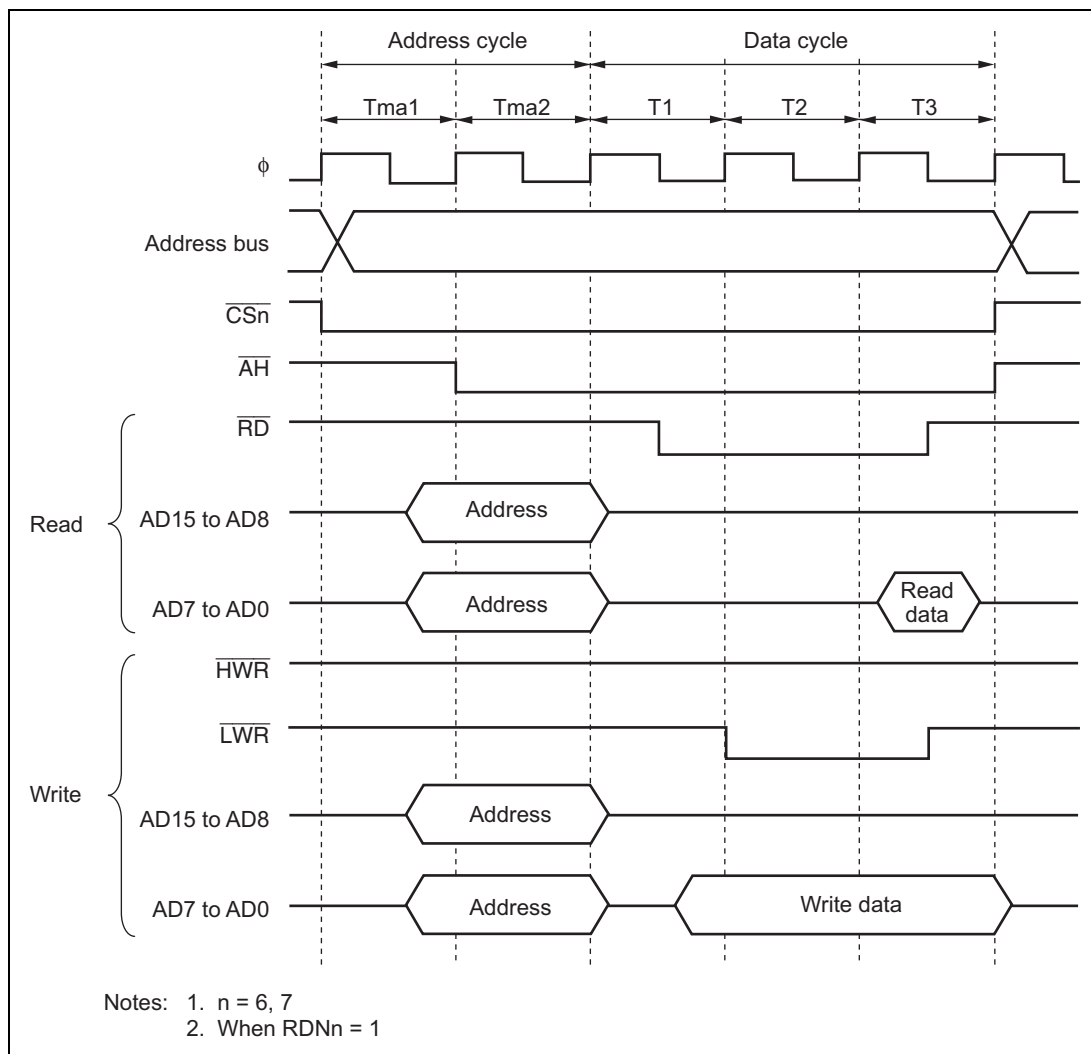 Address cycle Data cycle
Tma1 Tma2 T1 T2 T3
ϕ
Address bus
CSn
AH
RD
Read
AD15 to AD8 Address
AD7 to AD0 Address Read data
HWR
LWR
Write
AD15 to AD8 Address
AD7 to AD0 Address Write data
Notes: 1. n = 6, 7
2. When RDNn = 1